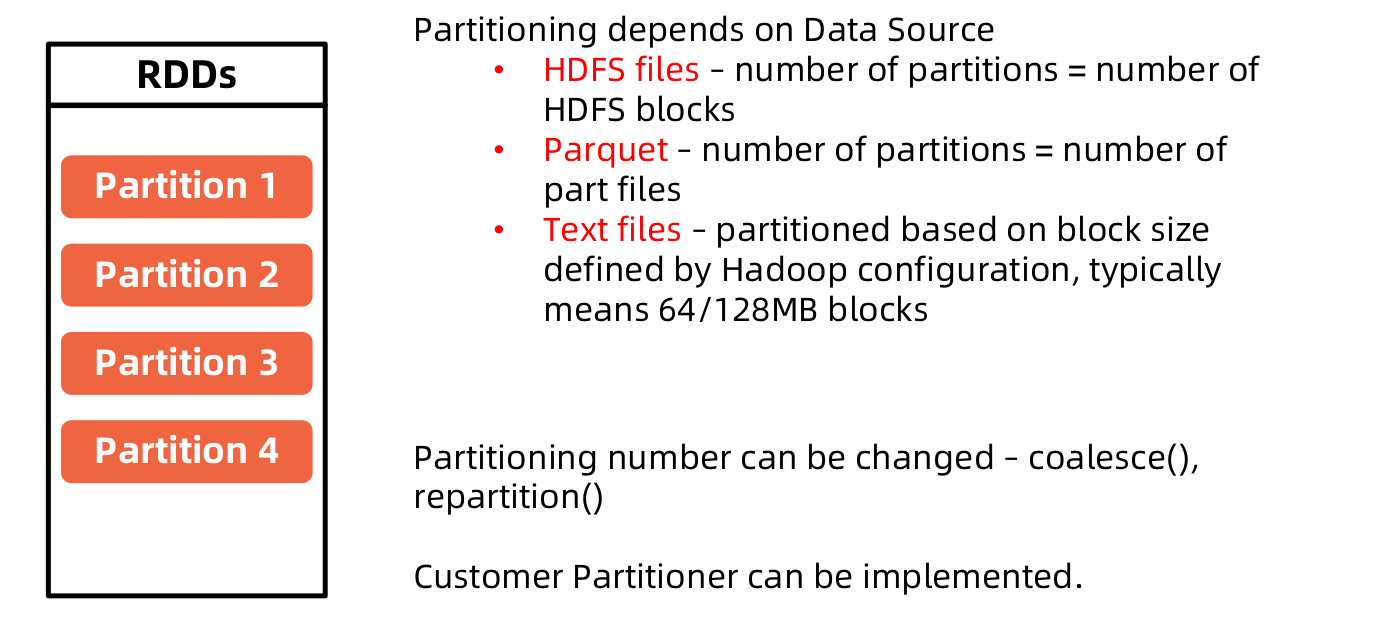 RDDs
Partition 1
Partition 2
Partition 3
Partition 4
Partitioning depends on Data Source
• HDFS files – number of partitions = number of
HDFS blocks
• Parquet – number of partitions = number of
part files
• Text files – partitioned based on block size
defined by Hadoop configuration, typically
means 64/128MB blocks
Partitioning number can be changed – coalesce(),
repartition()
Customer Partitioner can be implemented.